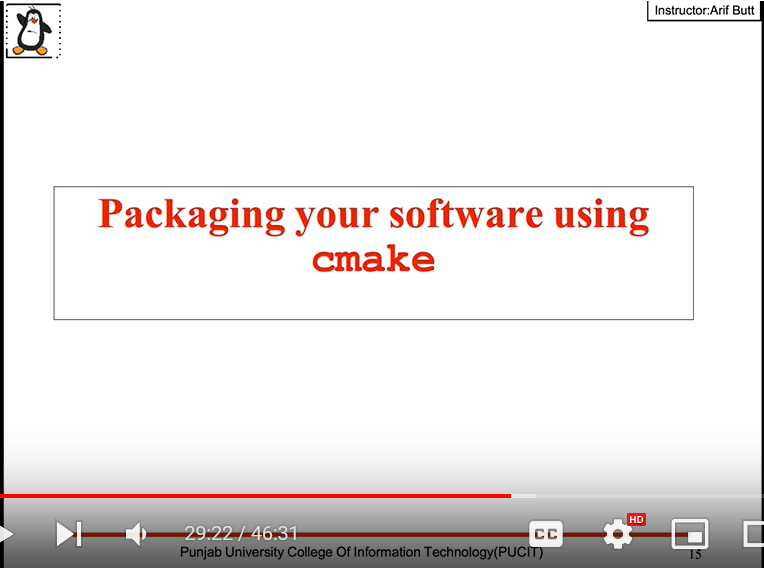 Instructor:Arif Butt
Packaging your software using
cmake
29:22 / 46:31
CC
HD
Punjab University College Of Information Technology(PUCIT)
15